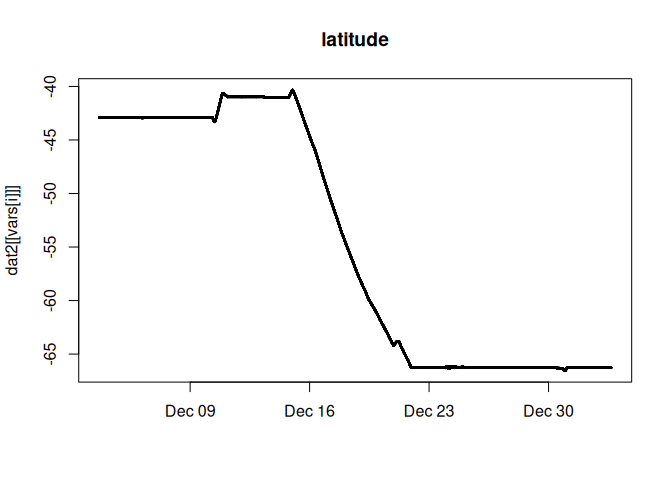 latitude
dat2[[vars[i]]]
-40
-45
-50
-55
-60
-65
Dec 09
Dec 16
Dec 23
Dec 30